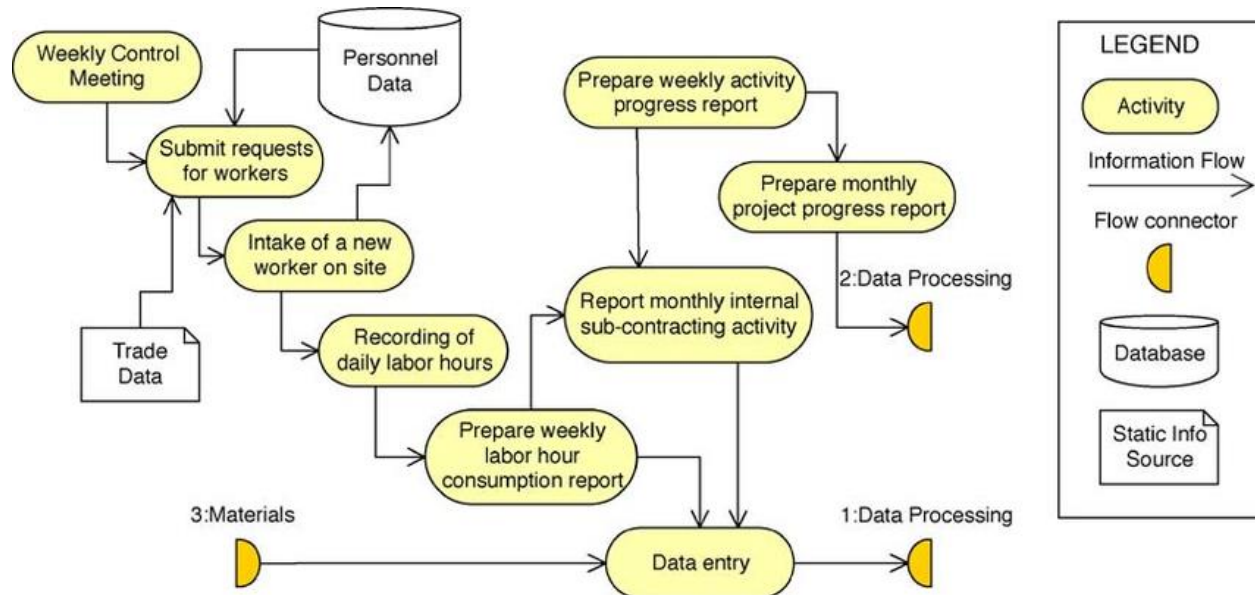 Weekly Control
Meeting
Personnel
Data
Submit requests
for workers
Intake of a new
worker on site
Trade
Data
Recording of
daily labor hours
Prepare weekly
labor hour
consumption report
Prepare weekly activity
progress report
Prepare monthly
project progress report
Report monthly internal
sub-contracting activity
2:Data Processing
3:Materials
Data entry
1:Data Processing
LEGEND
Activity
Information Flow
Flow connector
Database
Static Info
Source